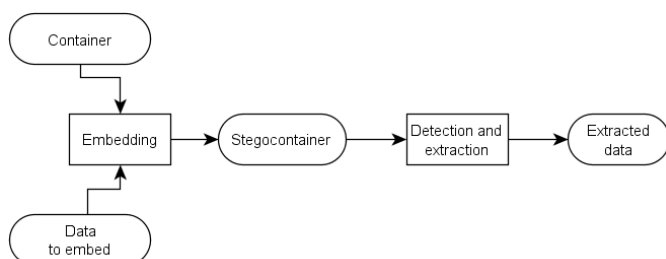 Container
Embedding
Stegocontainer
Detection and
extraction
Extracted
data
Data
to embed